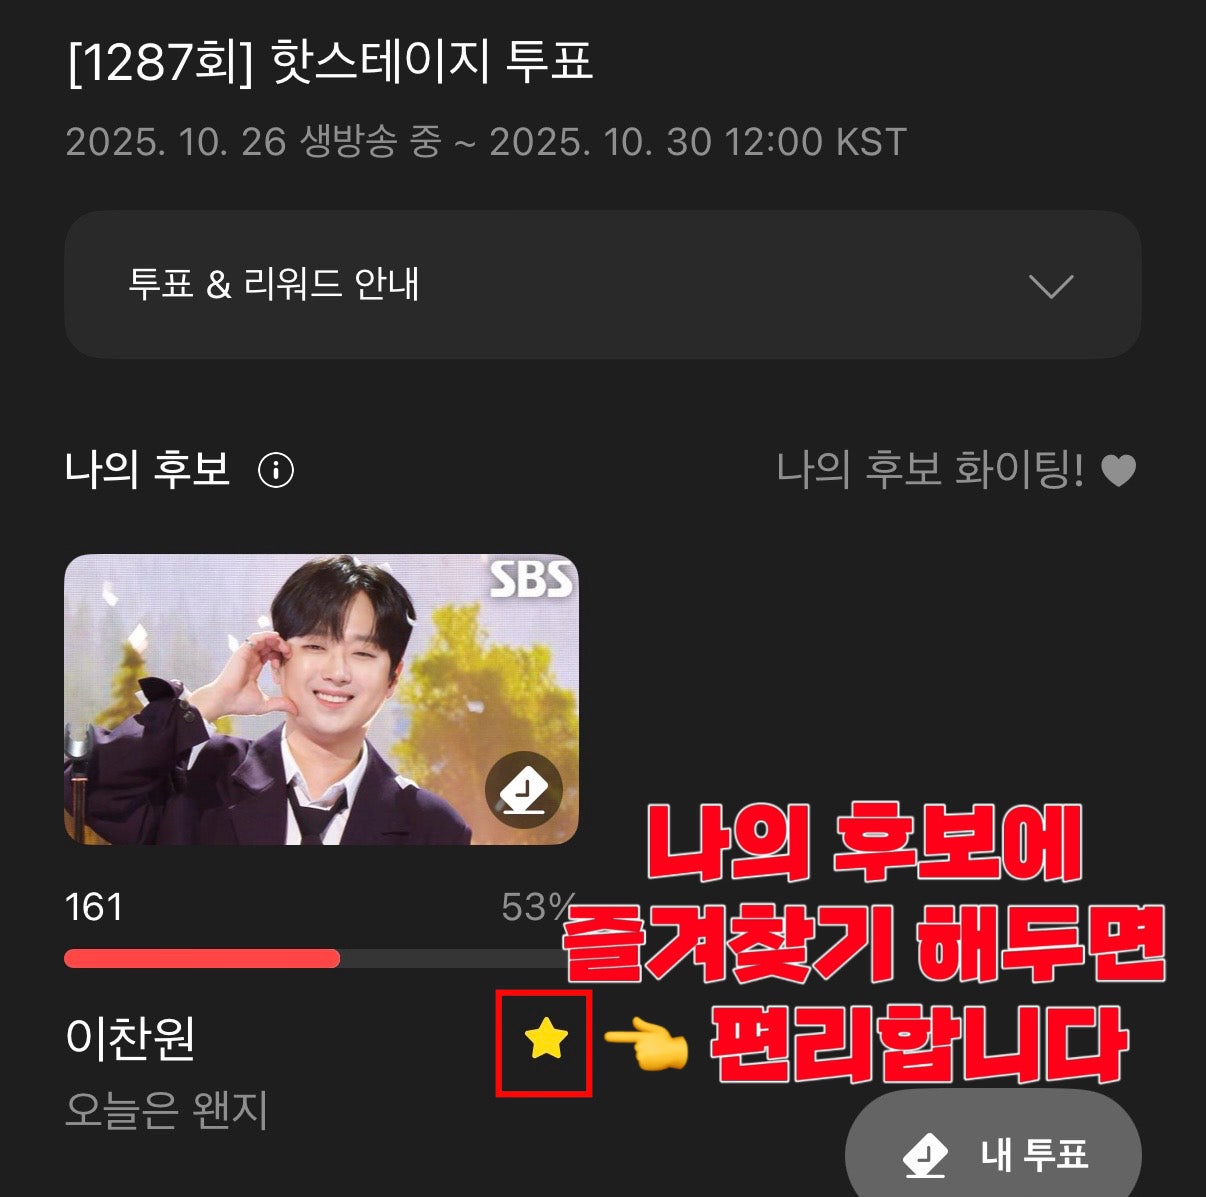 [1287회] 핫스테이지 투표
2025. 10. 26 생방송 중 ~ 2025. 10. 30 12:00 KST
투표 & 리워드 안내
나의 후보
나의 후보 화이팅!
SBS
161
53%
나의 후보에
즐겨찾기 해두면
편리합니다
이찬원
오늘은 왠지
내 투표